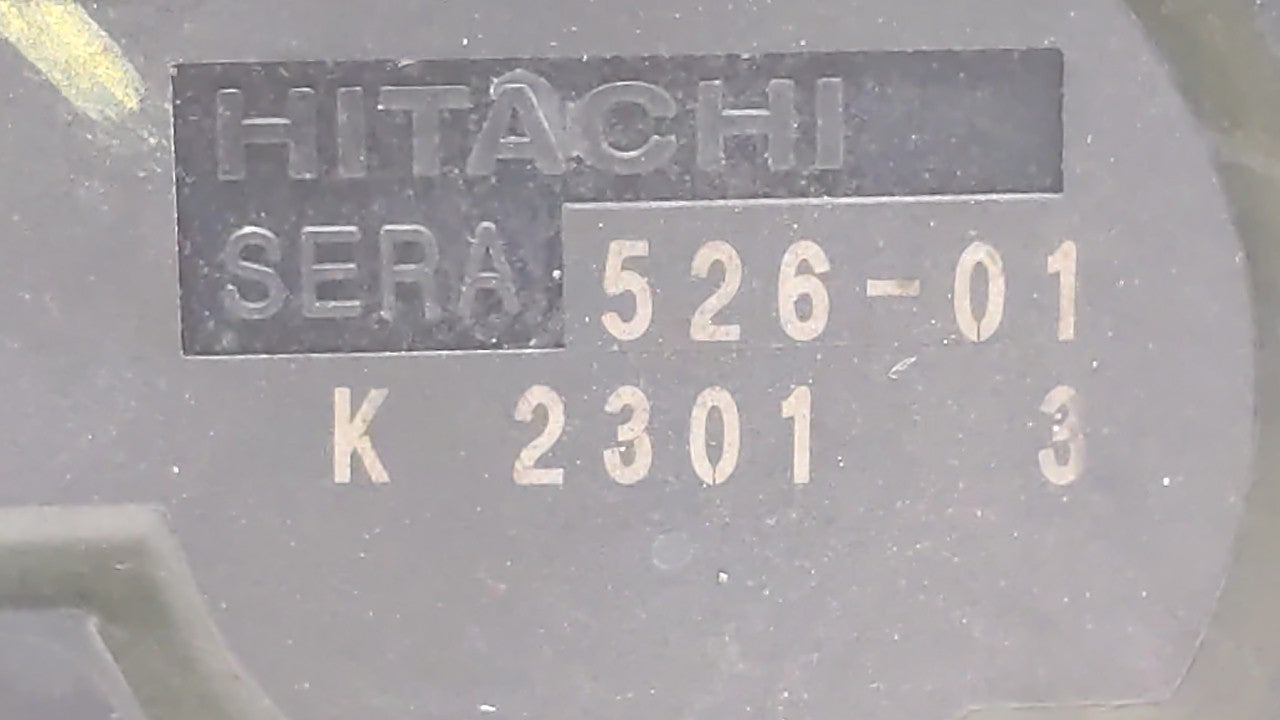 HITACHI
SERA 526-01
K 2301 3